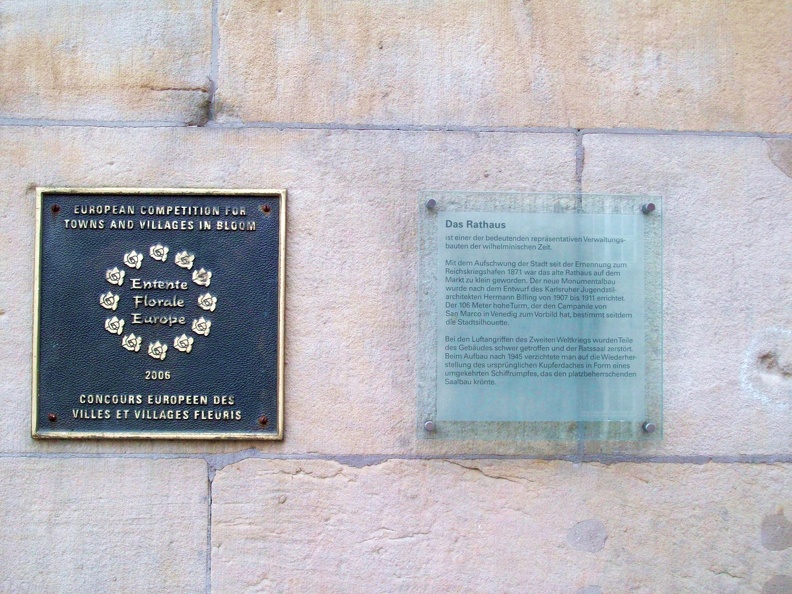 EUROPEAN COMPETITION FOR
TOWNS AND VILLAGES IN BLOOM
Entente
Florale
Europe
2006
CONCOURS EUROPEEN DES
VILLES ET VILLAGES FLEURIS
Das Rathaus
ist einer der bedeutenden repräsentativen Verwaltungs-
bauten der wilhelminischen Zeit.
Mit dem Aufschwung der Stadt seit der Ernennung zum
Reichskriegshafen 1871 war das alte Rathaus auf dem
Markt zu klein geworden. Der neue Monumentalbau
wurde nach dem Entwurf des Karlsruher Jugendstil-
architekten Hermann Billing von 1907 bis 1911 errichtet.
Der 106 Meter hohe Turm, der den Campanile von
San Marco in Venedig zum Vorbild hat, bestimmt seitdem
die Stadtsilhouette.
Bei den Luftangriffen des Zweiten Weltkriegs wurden Teile
des Gebäudes schwer getroffen und der Ratssaal zerstört.
Beim Aufbau nach 1945 verzichtete man auf die Wiederher-
stellung des ursprünglichen Kupferdaches in Form eines
umgekehrten Schiffrumpfes, das den platzbeherrschenden
Saalbau krönte.